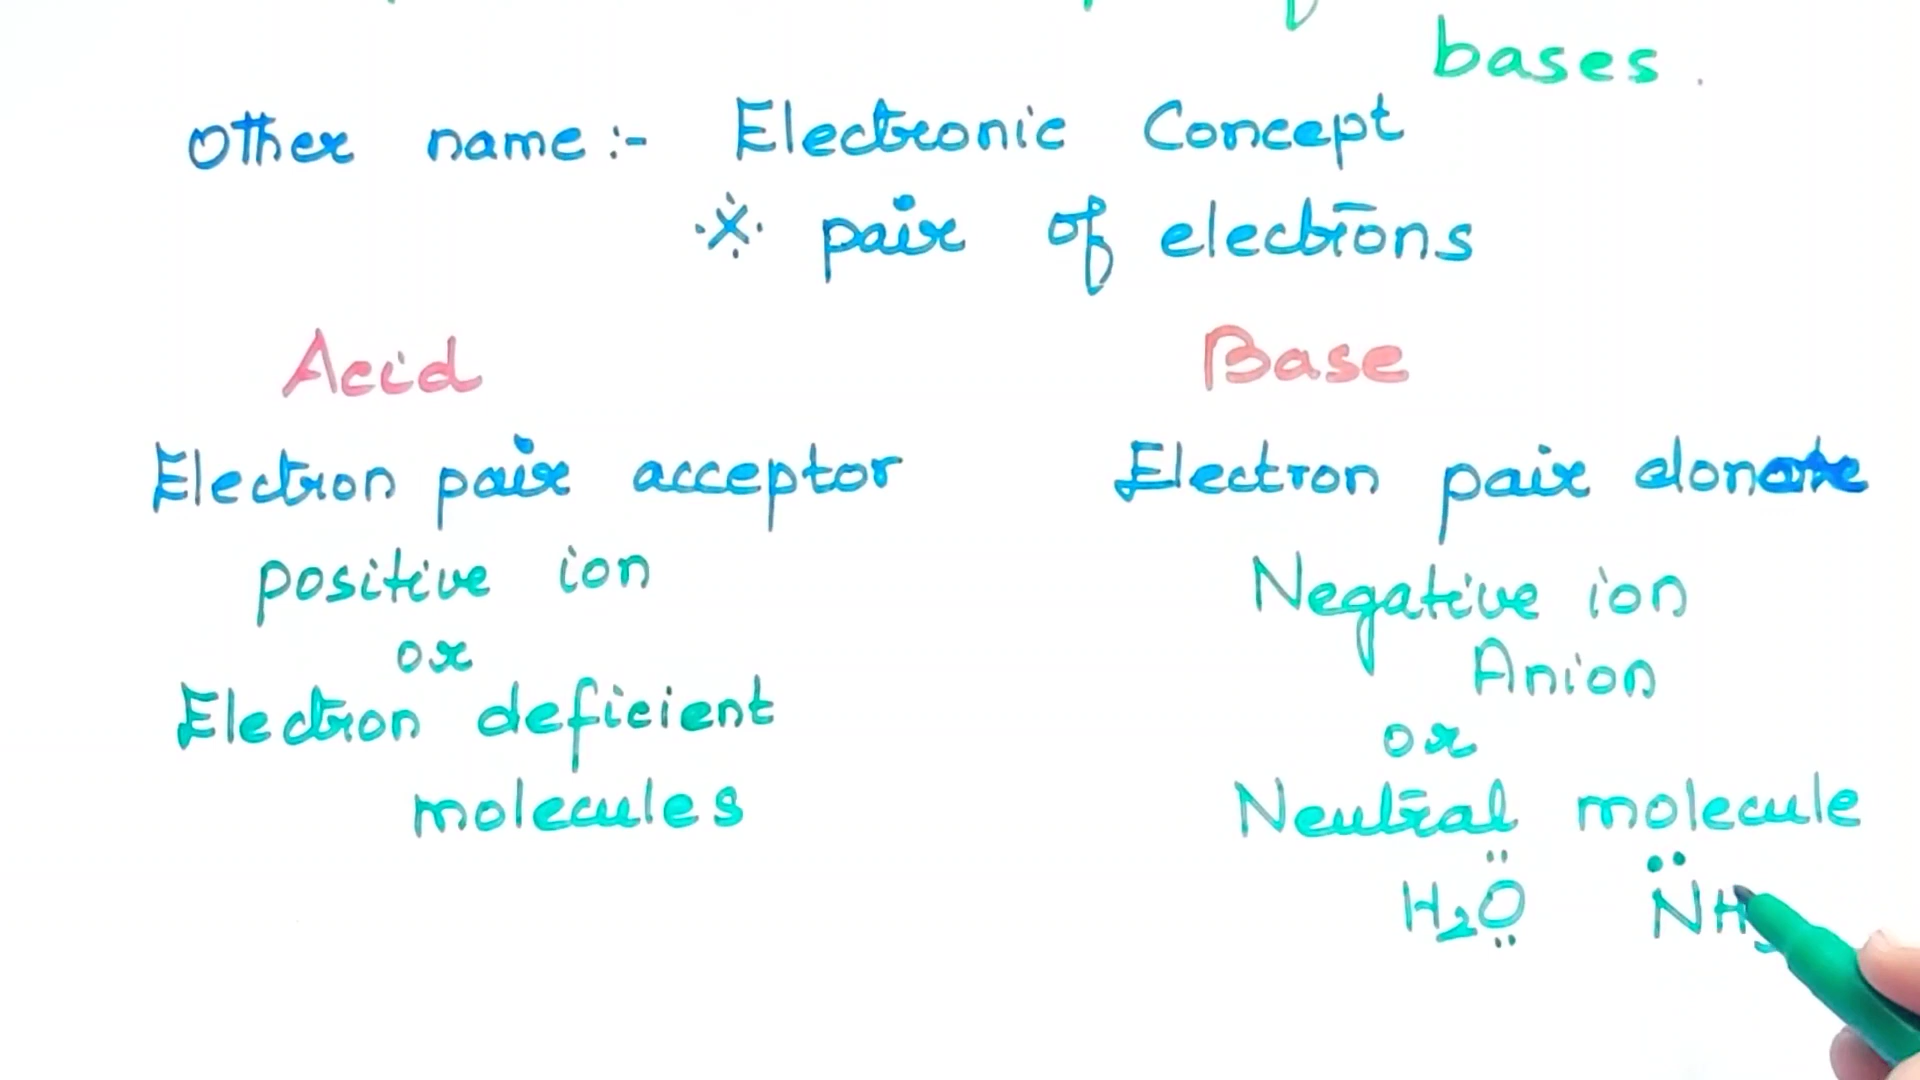 bases.
Other name:- Electronic Concept
※ pair of electrons
Acid
Base
Electron pair acceptor
positive ion
or
Electron deficient
molecules
Electron pair donate
Negative ion
Anion
or
Neutral molecule
H₂O NH₃